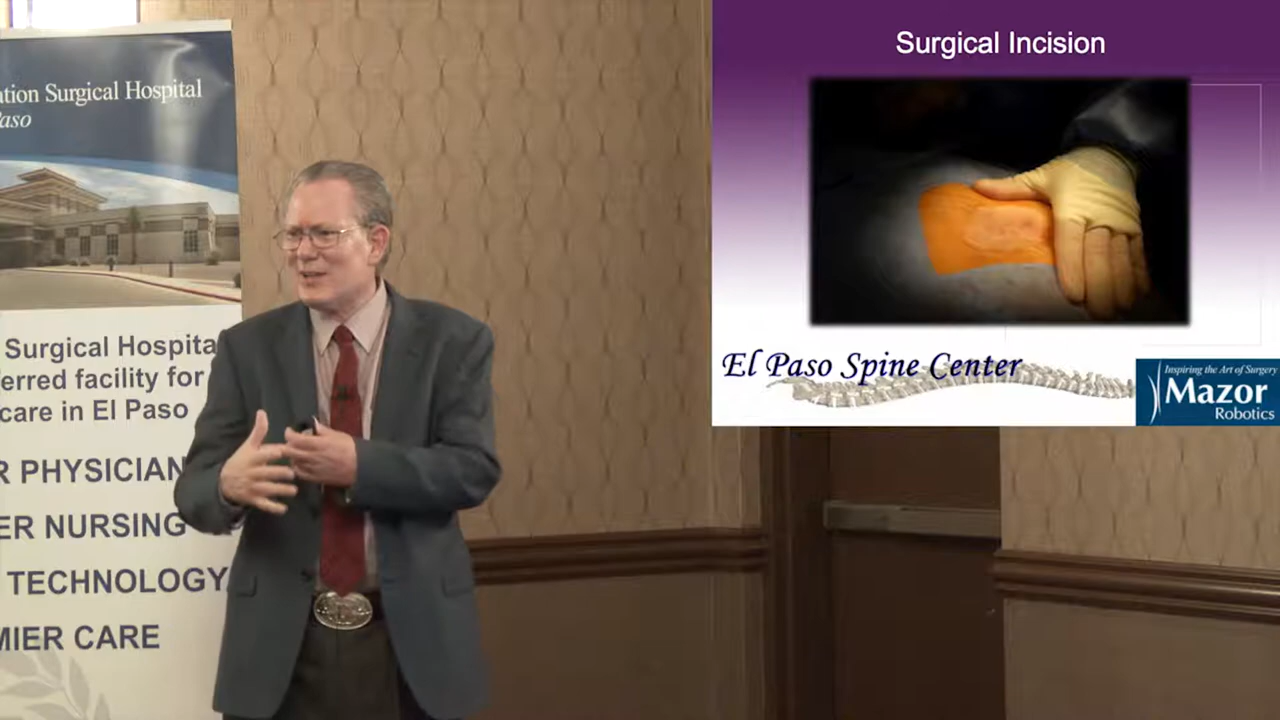 ation Surgical Hospital
aso
Surgical Hospita
erred facility for
care in El Paso
R PHYSICIAN
ER NURSING
TECHNOLOGY
MIER CARE
Surgical Incision
El Paso Spine Center
Inspiring the Art of Surgery
Mazor
Robotics